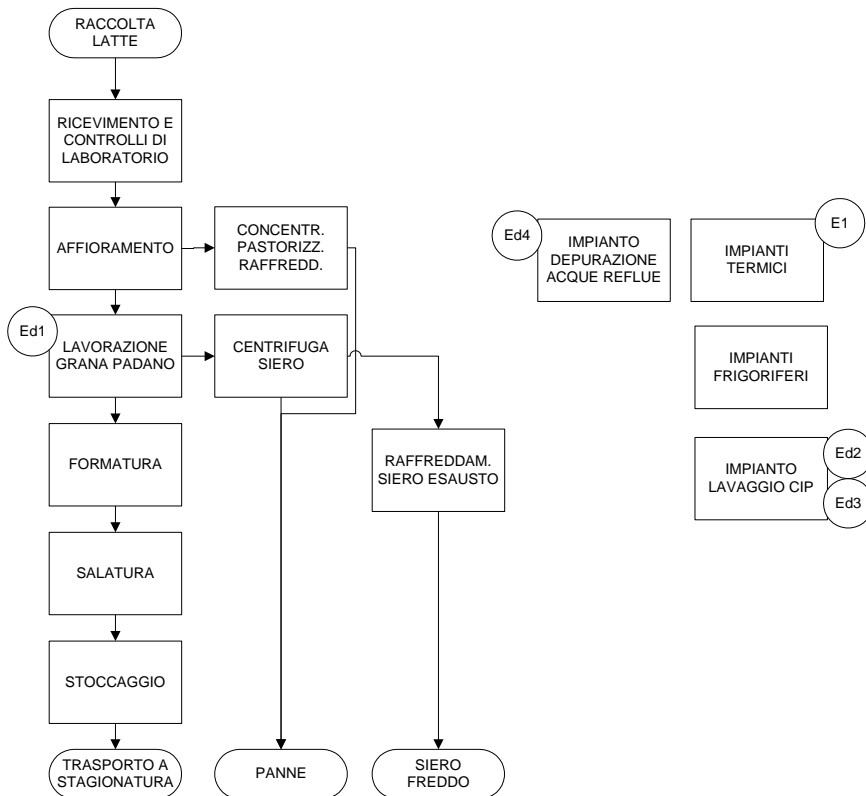 RACCOLTA
LATTE
RICEVIMENTO E
CONTROLLI DI
LABORATORIO
AFFIORAMENTO
CONCENTR.
PASTORIZZ.
RAFFREDD.
Ed4
IMPIANTO
DEPURAZIONE
ACQUE REFLUE
E1
IMPIANTI
TERMICI
Ed1
LAVORAZIONE
GRANA PADANO
CENTRIFUGA
SIERO
IMPIANTI
FRIGORIFERI
FORMATURA
RAFFREDDAM.
SIERO ESAUSTO
IMPIANTO
LAVAGGIO CIP
Ed2
Ed3
SALATURA
STOCCAGGIO
TRASPORTO A
STAGIONATURA
PANNE
SIERO
FREDDO